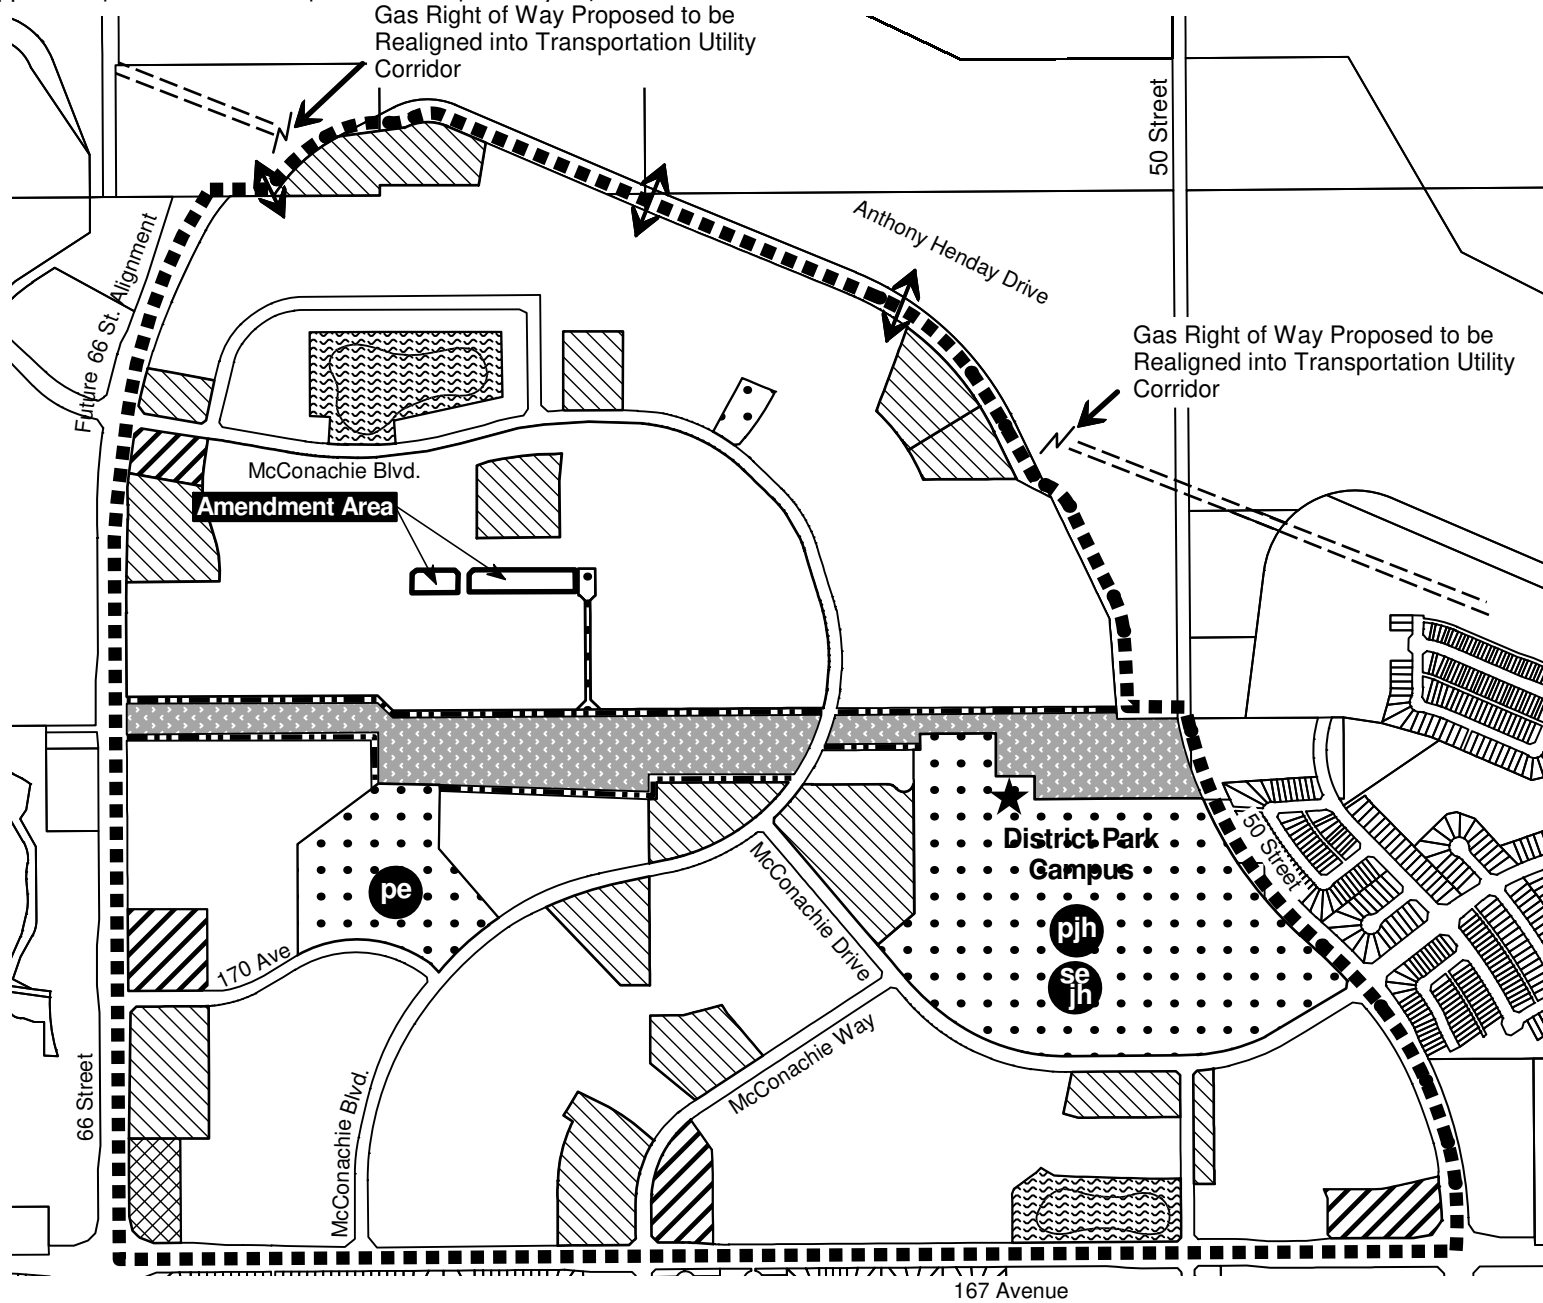 Gas Right of Way Proposed to be
Realigned into Transportation Utility
Corridor
50 Street
Anthony Henday Drive
Future 66 St. Alignment
Gas Right of Way Proposed to be
Realigned into Transportation Utility
Corridor
McConachie Blvd.
Amendment Area
District Park
Campus
50 Street
pe
McConachie Drive
pjh
se
jh
170 Ave
McConachie Way
66 Street
McConachie Blvd.
167 Avenue